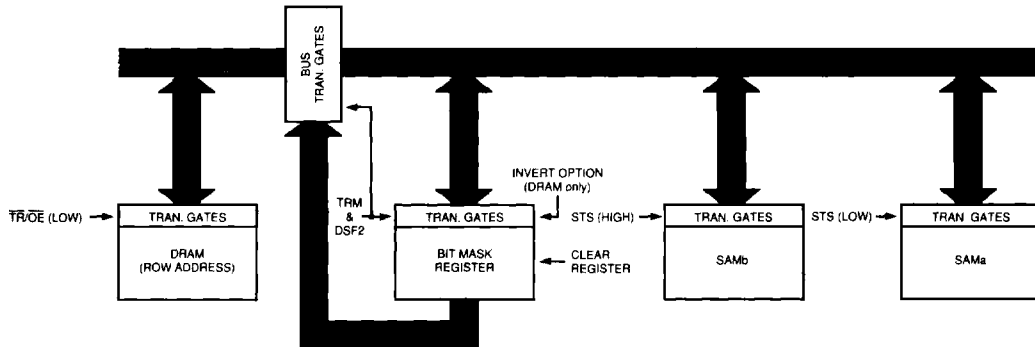 BUS
TRAN. GATES
INVERT OPTION
(DRAM only)
TR/OE (LOW)
TRAN. GATES
DRAM
(ROW ADDRESS)
TRM
&
DSF2
TRAN. GATES
BIT MASK
REGISTER
CLEAR
REGISTER
STS (HIGH)
TRAN. GATES
SAMb
STS (LOW)
TRAN GATES
SAMa